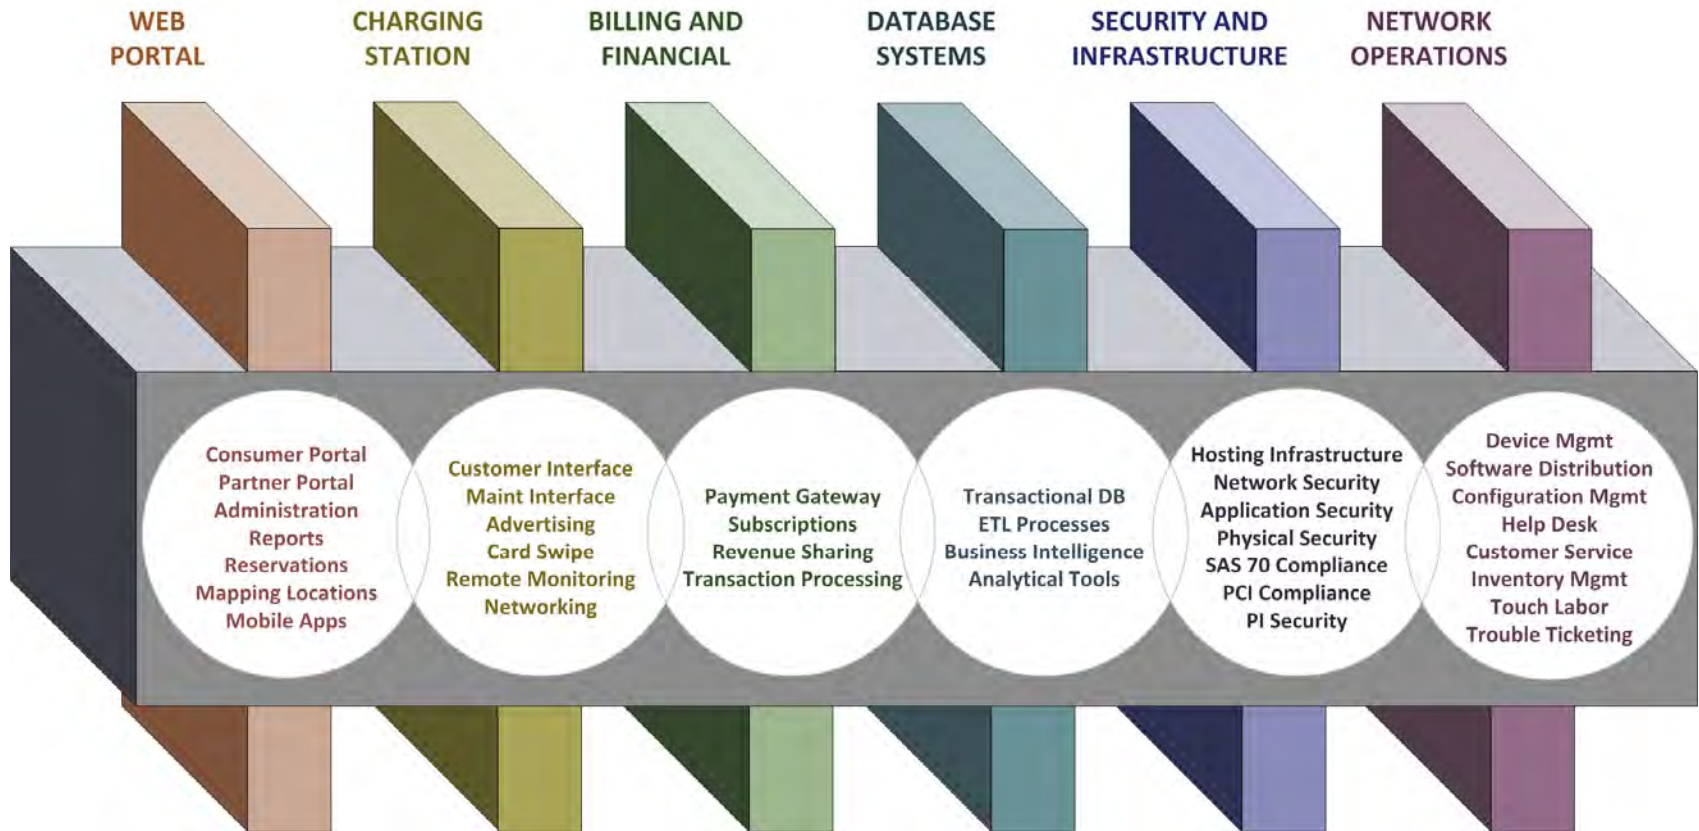 WEB
PORTAL
CHARGING
STATION
BILLING AND
FINANCIAL
DATABASE
SYSTEMS
SECURITY AND
INFRASTRUCTURE
NETWORK
OPERATIONS
Consumer Portal
Partner Portal
Administration
Reports
Reservations
Mapping Locations
Mobile Apps
Customer Interface
Maint Interface
Advertising
Card Swipe
Remote Monitoring
Networking
Payment Gateway
Subscriptions
Revenue Sharing
Transaction Processing
Transactional DB
ETL Processes
Business Intelligence
Analytical Tools
Hosting Infrastructure
Network Security
Application Security
Physical Security
SAS 70 Compliance
PCI Compliance
PI Security
Device Mgmt
Software Distribution
Configuration Mgmt
Help Desk
Customer Service
Inventory Mgmt
Touch Labor
Trouble Ticketing